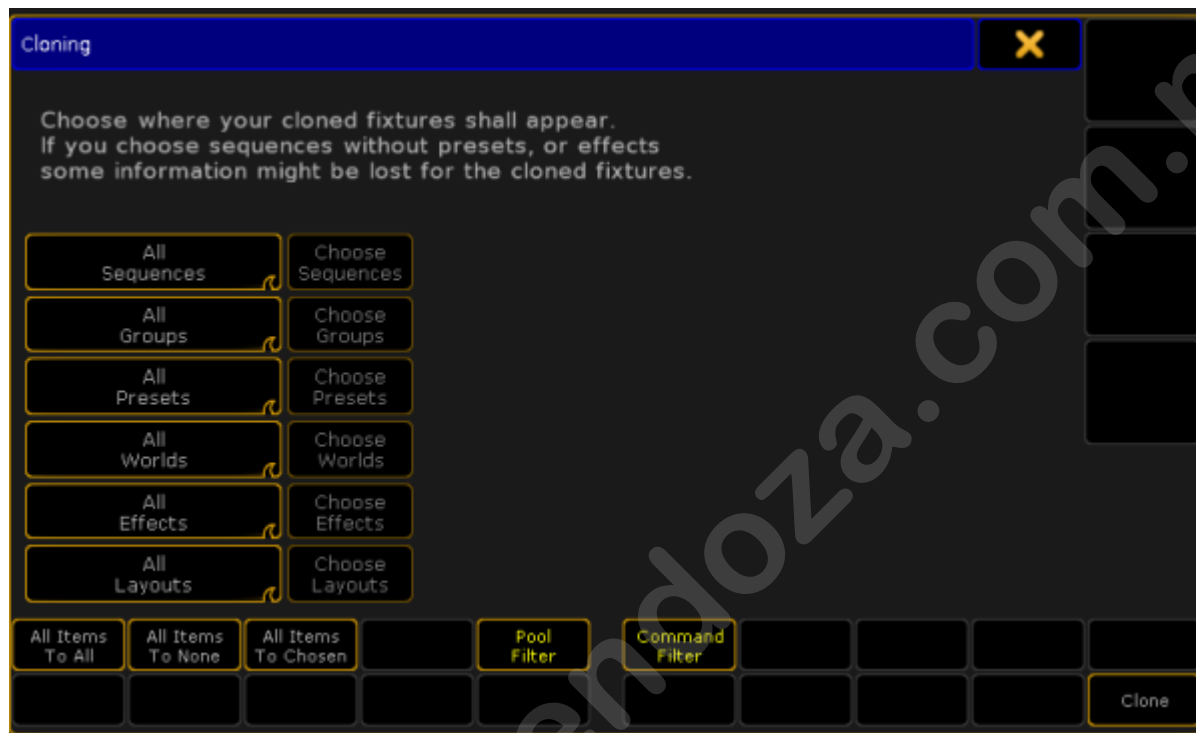 Cloning
Choose where your cloned fixtures shall appear.
If you choose sequences without presets, or effects
some information might be lost for the cloned fixtures.
All
Sequences
Choose
Sequences
All
Groups
Choose
Groups
All
Presets
Choose
Presets
All
Worlds
Choose
Worlds
All
Effects
Choose
Effects
All
Layouts
Choose
Layouts
All Items
To All
All Items
To None
All Items
To Chosen
Pool
Filter
Command
Filter
Clone
endoza.com.